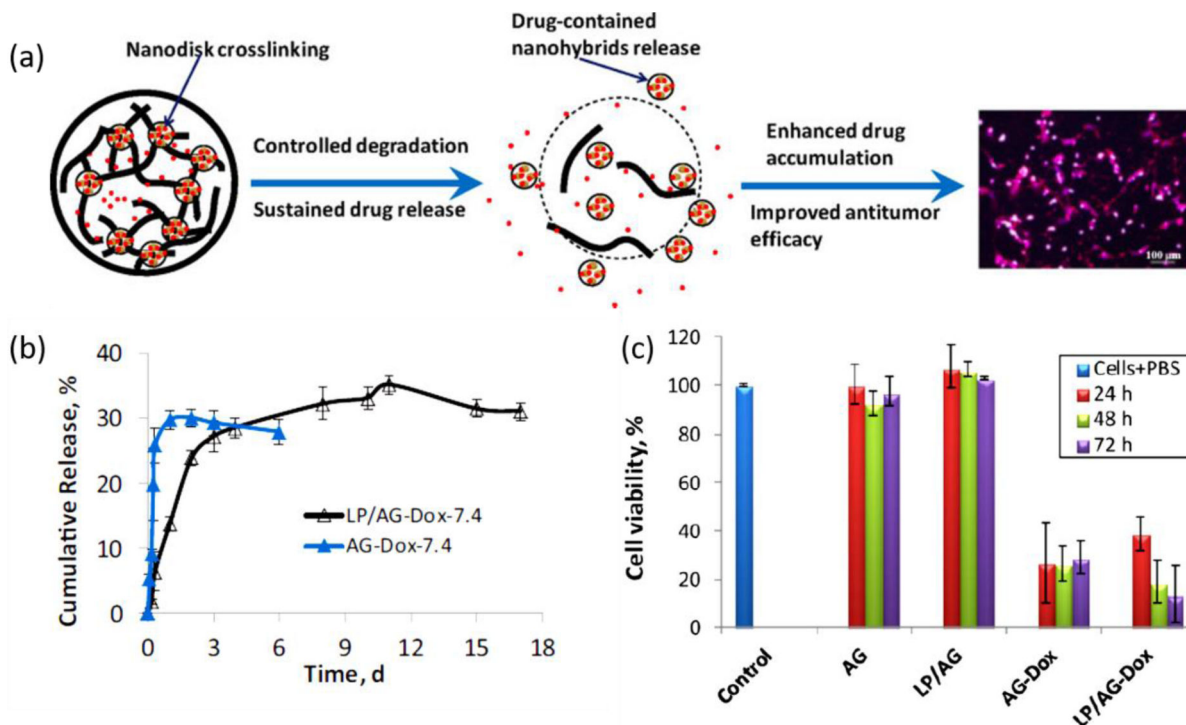 (a)
Nanodisk crosslinking
Drug-contained
nanohybrids release
Controlled degradation
Sustained drug release
Enhanced drug
accumulation
Improved antitumor
efficacy
100 µm
(b)
Cumulative Release, %
40
30
20
10
0
LP/AG-Dox-7.4
AG-Dox-7.4
0 3 6 9 12 15 18
Time, d
(c)
Cell viability, %
120
100
80
60
40
20
0
Cells+PBS
24 h
48 h
72 h
Control
AG
LP/AG
AG-Dox
LP/AG-Dox